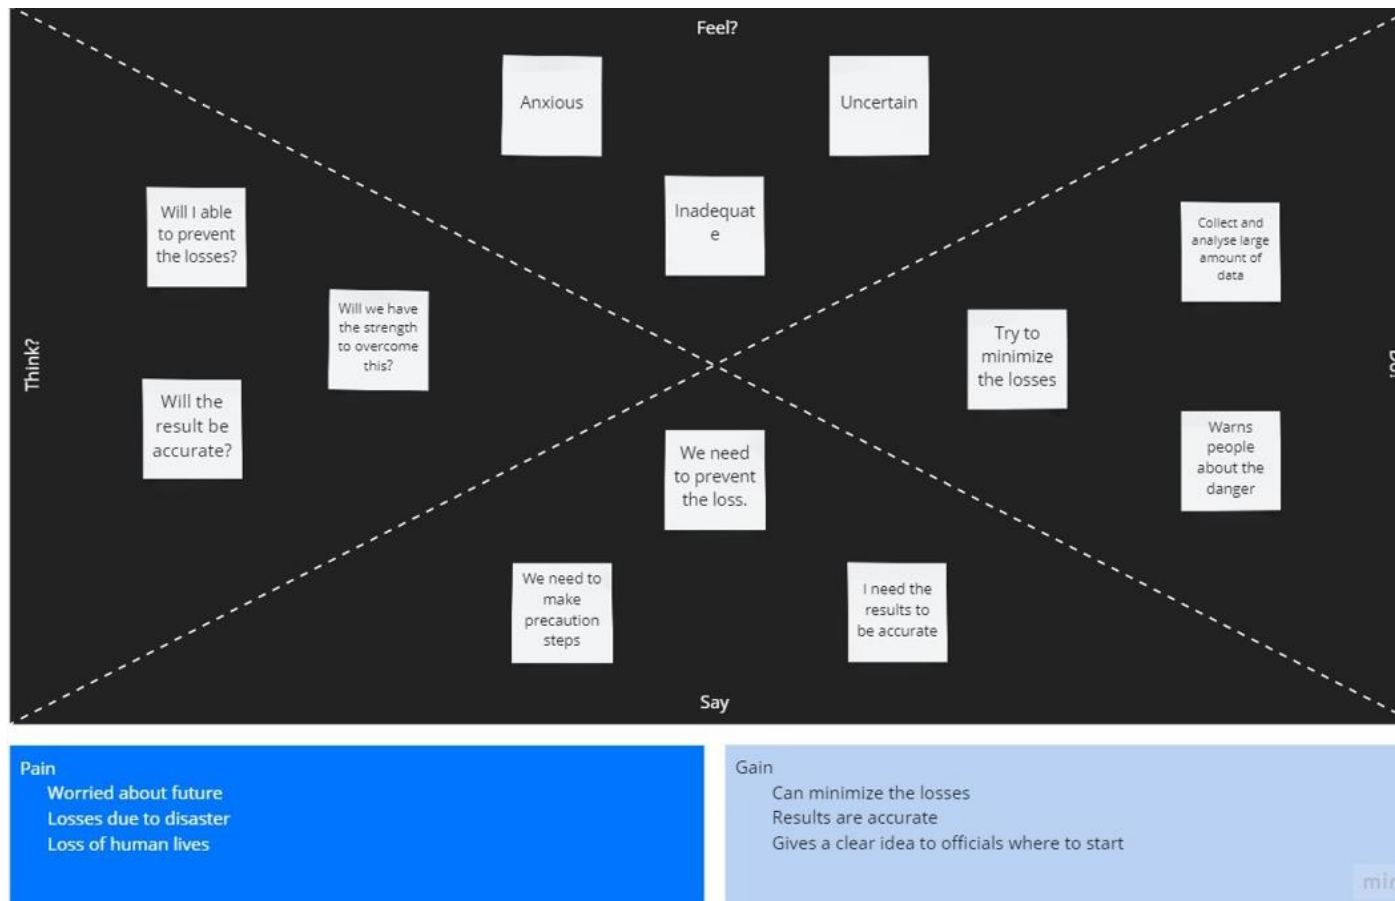 Feel?
Anxious
Uncertain
Inadequat
e
Think?
Will I able
to prevent
the losses?
Will we have
the strength
to overcome
this?
Will the
result be
accurate?
Collect and
analyse large
amount of
data
Try to
minimize
the losses
Warns
people
about the
danger
We need
to prevent
the loss.
We need to
make
precaution
steps
I need the
results to
be accurate
Say
Pain
Worried about future
Losses due to disaster
Loss of human lives
Gain
Can minimize the losses
Results are accurate
Gives a clear idea to officials where to start